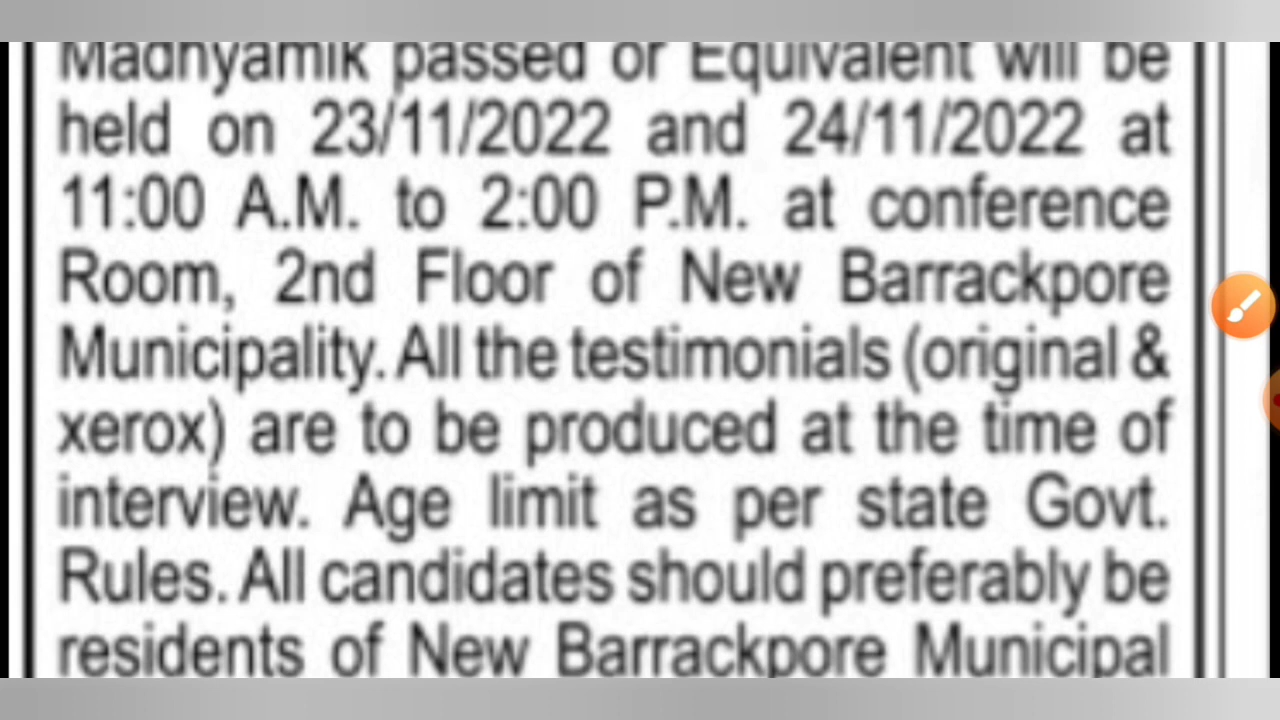 Madhyamik passed or Equivalent will be
held on 23/11/2022 and 24/11/2022 at
11:00 A.M. to 2:00 P.M. at conference
Room, 2nd Floor of New Barrackpore
Municipality. All the testimonials (original &
xerox) are to be produced at the time of
interview. Age limit as per state Govt.
Rules. All candidates should preferably be
residents of New Barrackpore Municipal